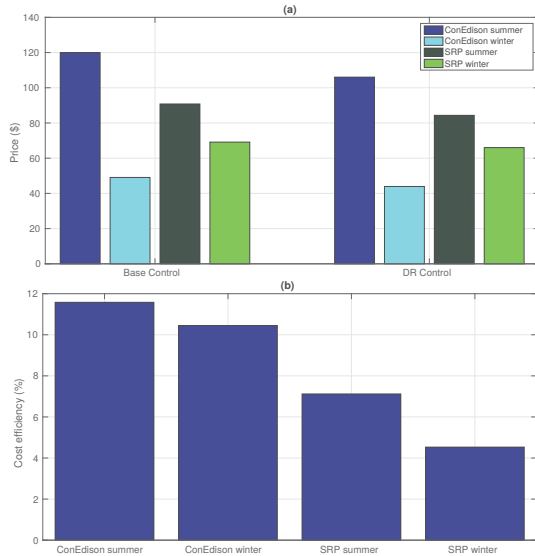 (a)
140
120
100
80
60
40
20
0
Price ($)
ConEdison summer
ConEdison winter
SRP summer
SRP winter
Base Control
DR Control
(b)
12
10
8
6
4
2
0
Cost efficiency (%)
ConEdison summer
ConEdison winter
SRP summer
SRP winter